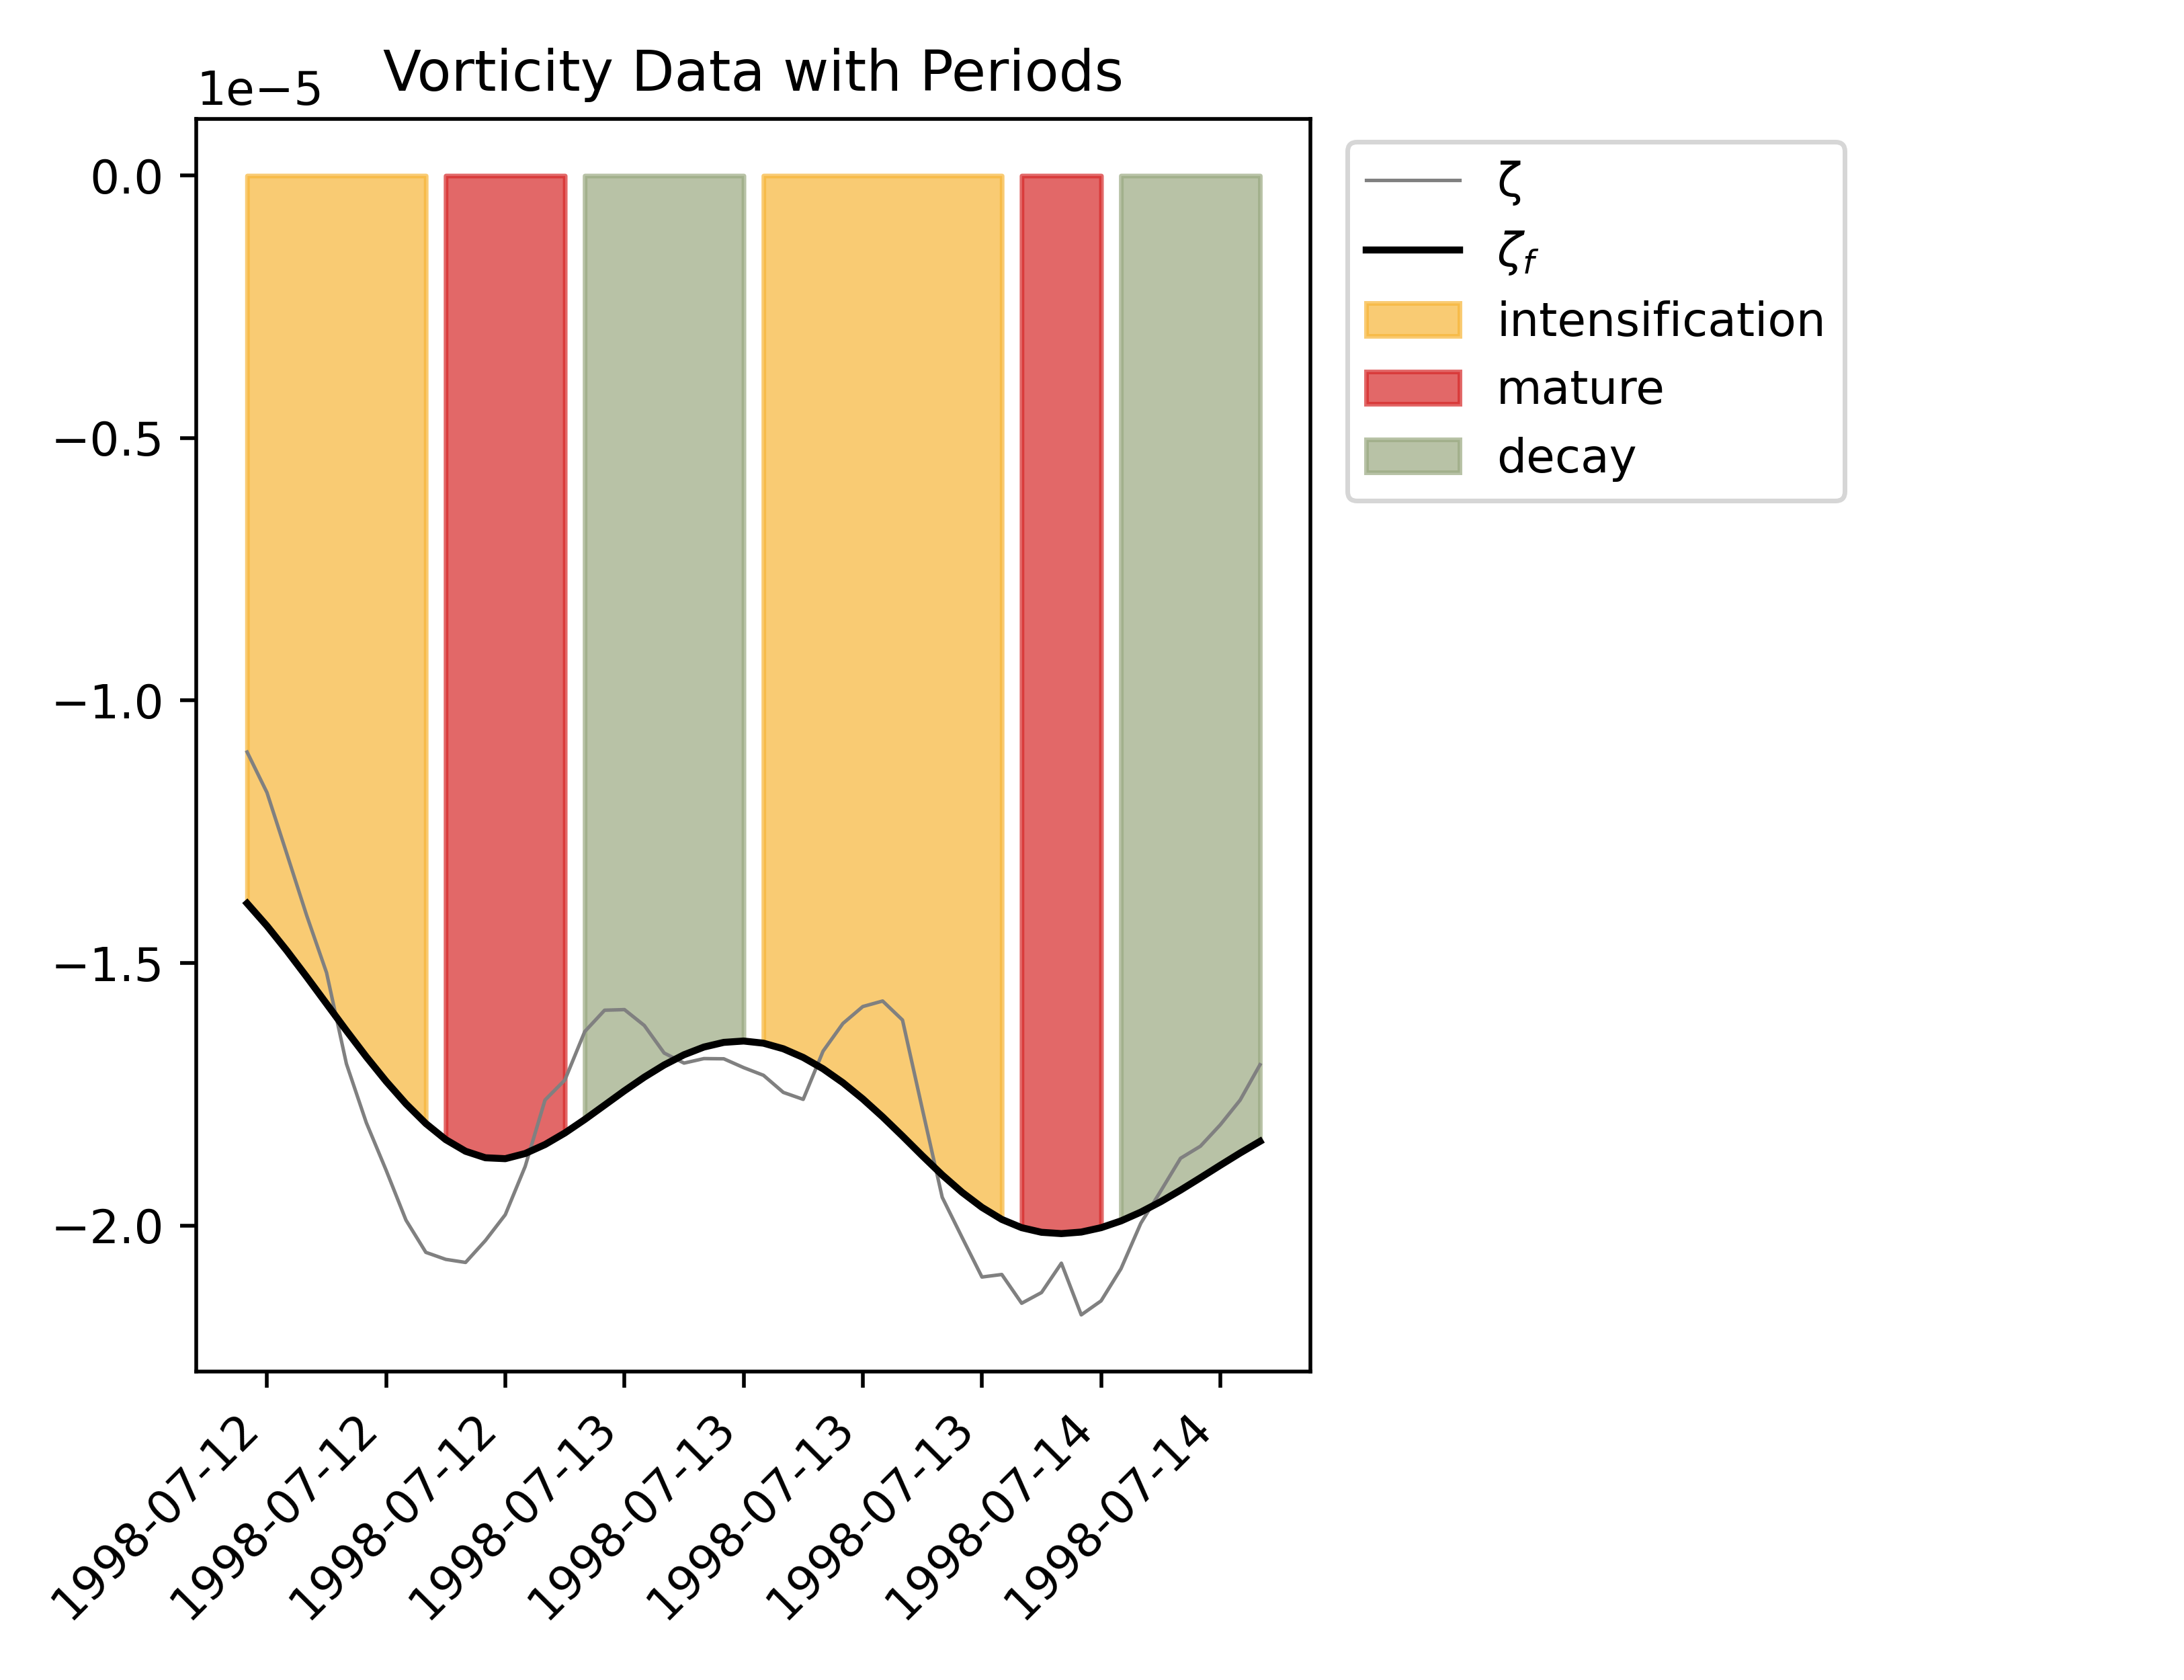 Vorticity Data with Periods
1e−5
0.0
−0.5
−1.0
−1.5
−2.0
1998-07-12
1998-07-12
1998-07-12
1998-07-13
1998-07-13
1998-07-13
1998-07-13
1998-07-14
1998-07-14
ζ
ζf
intensification
mature
decay